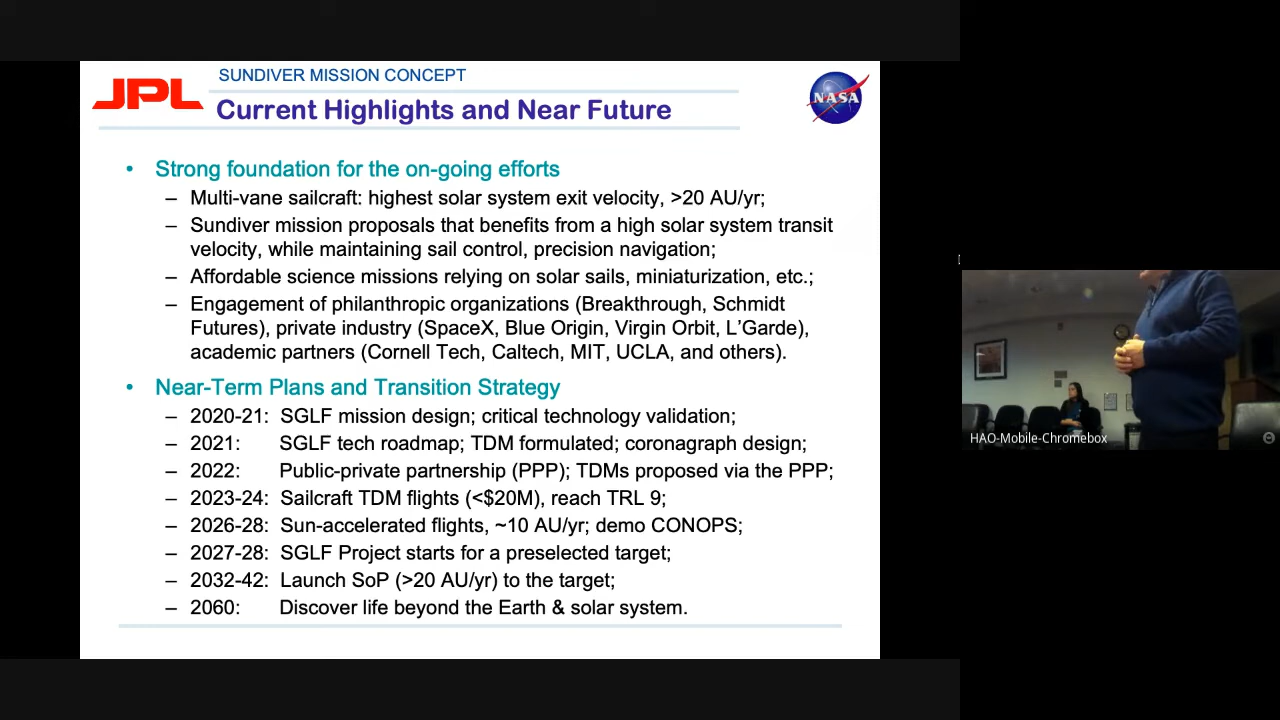 SUNDIVER MISSION CONCEPT
JPL
Current Highlights and Near Future
NASA
• Strong foundation for the on-going efforts
– Multi-vane sailcraft: highest solar system exit velocity, >20 AU/yr;
– Sundiver mission proposals that benefits from a high solar system transit
velocity, while maintaining sail control, precision navigation;
– Affordable science missions relying on solar sails, miniaturization, etc.;
– Engagement of philanthropic organizations (Breakthrough, Schmidt
Futures), private industry (SpaceX, Blue Origin, Virgin Orbit, L’Garde),
academic partners (Cornell Tech, Caltech, MIT, UCLA, and others).
• Near-Term Plans and Transition Strategy
– 2020-21: SGLF mission design; critical technology validation;
– 2021: SGLF tech roadmap; TDM formulated; coronagraph design;
– 2022: Public-private partnership (PPP); TDMs proposed via the PPP;
– 2023-24: Sailcraft TDM flights (<$20M), reach TRL 9;
– 2026-28: Sun-accelerated flights, ~10 AU/yr; demo CONOPS;
– 2027-28: SGLF Project starts for a preselected target;
– 2032-42: Launch SoP (>20 AU/yr) to the target;
– 2060: Discover life beyond the Earth & solar system.
HAO-Mobile-Chromebox